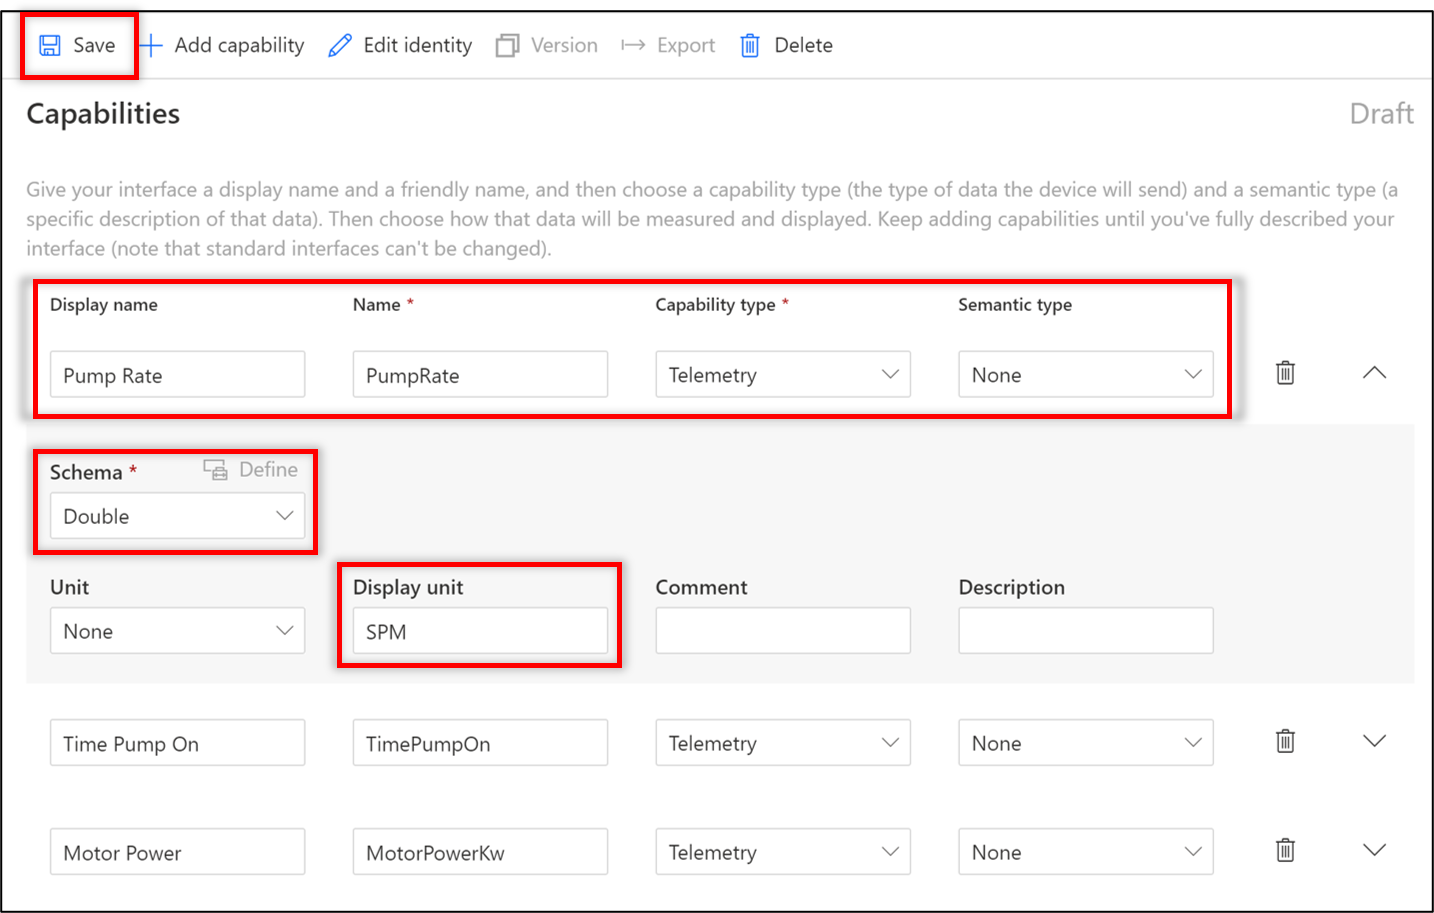 Save Add capability Edit identity Version Export Delete
Capabilities Draft
Give your interface a display name and a friendly name, and then choose a capability type (the type of data the device will send) and a semantic type (a
specific description of that data). Then choose how that data will be measured and displayed. Keep adding capabilities until you've fully described your
interface (note that standard interfaces can't be changed).
Display name Name * Capability type * Semantic type
Pump Rate PumpRate Telemetry None
Schema * Define
Double
Unit Display unit Comment Description
None SPM
Time Pump On TimePumpOn Telemetry None
Motor Power MotorPowerKw Telemetry None